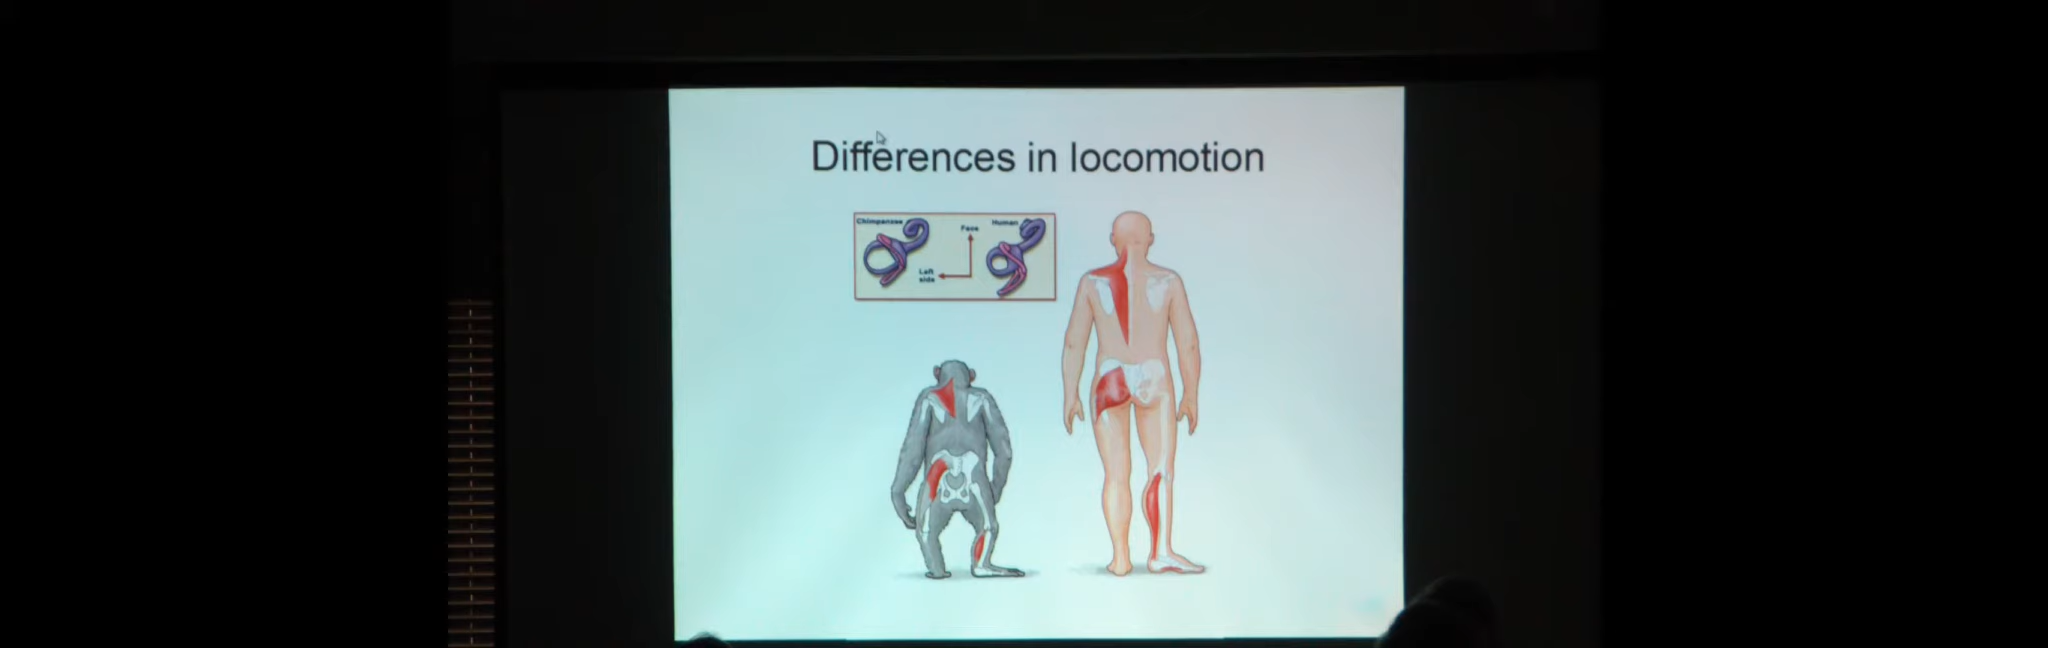 Differences in locomotion
Chimpanzee
Human
Face
Left
side